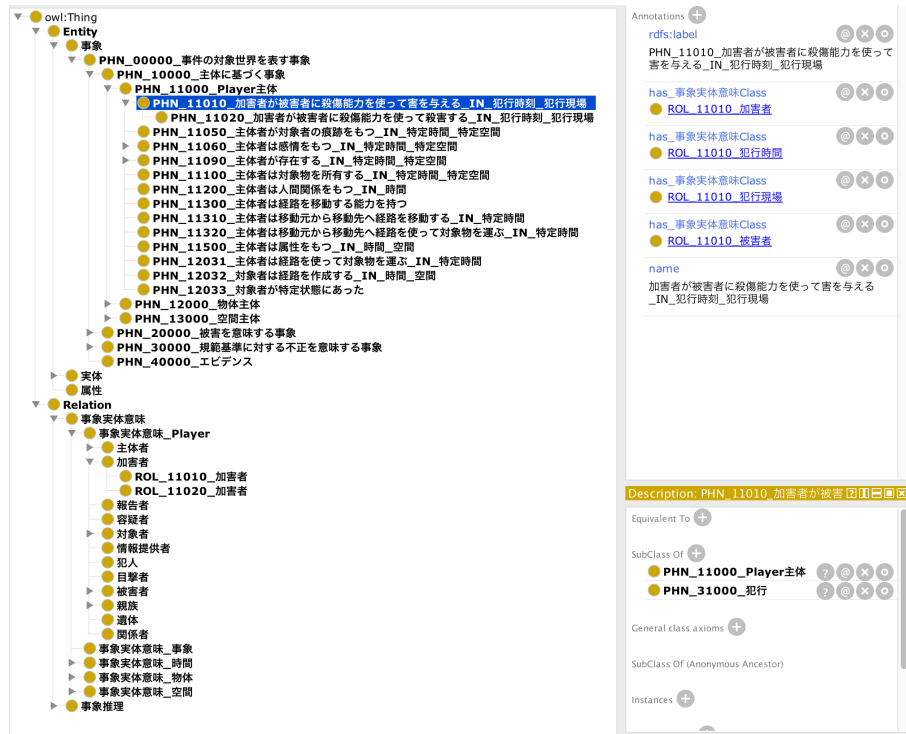 owl:Thing
Entity
事象
PHN_00000_事件の対象世界を表す事象
PHN_10000_主体に基づく事象
PHN_11000_Player主体
PHN_11010_加害者が被害者に殺傷能力を使って害を与える_IN_犯行時刻_犯行現場
PHN_11020_加害者が被害者に殺傷能力を使って殺害する_IN_犯行時刻_犯行現場
PHN_11050_主体者が対象者の痕跡をもつ_IN_特定時間_特定空間
PHN_11060_主体者は感情をもつ_IN_特定時間_特定空間
PHN_11090_主体者が存在する_IN_特定時間_特定空間
PHN_11100_主体者は対象物を所有する_IN_特定時間_特定空間
PHN_11200_主体者は人間関係をもつ_IN_時間
PHN_11300_主体者は経路を移動する能力を持つ
PHN_11310_主体者は移動元から移動先へ経路を移動する_IN_特定時間
PHN_11320_主体者は移動元から移動先へ経路を使って対象物を運ぶ_IN_特定時間
PHN_11500_主体者は属性をもつ_IN_時間_空間
PHN_12031_主体者は経路を使って対象物を運ぶ_IN_特定時間
PHN_12032_対象者は経路を作成する_IN_時間_空間
PHN_12033_対象者が特定状態にあった
PHN_12000_物体主体
PHN_13000_空間主体
PHN_20000_被害を意味する事象
PHN_30000_規範基準に対する不正を意味する事象
PHN_40000_エビデンス
実体
属性
Relation
事象実体意味
事象実体意味_Player
主体者
加害者
ROL_11010_加害者
ROL_11020_加害者
報告者
容疑者
対象者
情報提供者
犯人
目撃者
被害者
親族
遺体
関係者
事象実体意味_事象
事象実体意味_時間
事象実体意味_物体
事象実体意味_空間
事象推理
Annotations
rdfs:label
PHN_11010_加害者が被害者に殺傷能力を使って
害を与える_IN_犯行時刻_犯行現場
has_事象実体意味Class
ROL_11010_加害者
has_事象実体意味Class
ROL_11010_犯行時間
has_事象実体意味Class
ROL_11010_犯行現場
has_事象実体意味Class
ROL_11010_被害者
name
加害者が被害者に殺傷能力を使って害を与える
_IN_犯行時刻_犯行現場
Description: PHN_11010_加害者が被害
Equivalent To
SubClass Of
PHN_11000_Player主体
PHN_31000_犯行
General class axioms
SubClass Of (Anonymous Ancestor)
Instances